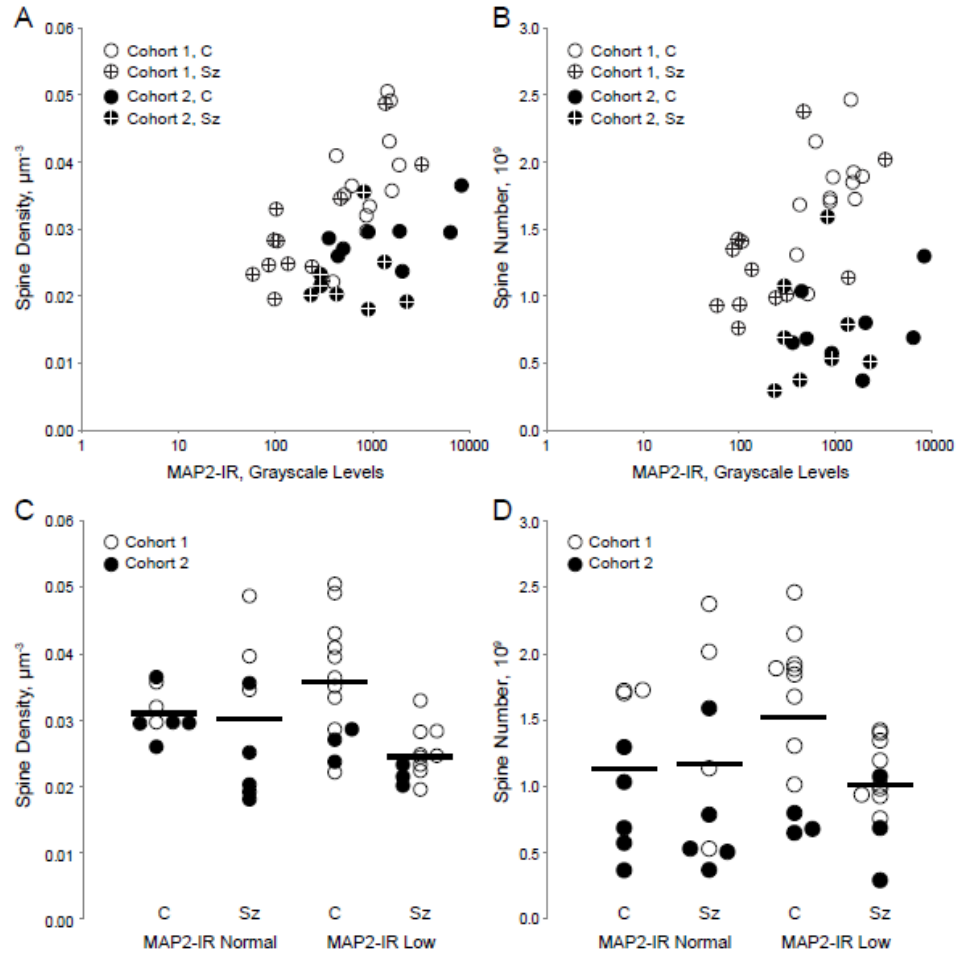 A
0.06
0.05
0.04
0.03
0.02
0.01
0.00
Spine Density, µm⁻³
Cohort 1, C
Cohort 1, Sz
Cohort 2, C
Cohort 2, Sz
1
10
100
1000
10000
MAP2-IR, Grayscale Levels
B
3.0
2.5
2.0
1.5
1.0
0.5
0.0
Spine Number, 10⁹
Cohort 1, C
Cohort 1, Sz
Cohort 2, C
Cohort 2, Sz
1
10
100
1000
10000
MAP2-IR, Grayscale Levels
C
0.06
0.05
0.04
0.03
0.02
0.01
0.00
Spine Density, µm⁻³
Cohort 1
Cohort 2
C
Sz
C
Sz
MAP2-IR Normal
MAP2-IR Low
D
3.0
2.5
2.0
1.5
1.0
0.5
0.0
Spine Number, 10⁹
Cohort 1
Cohort 2
C
Sz
C
Sz
MAP2-IR Normal
MAP2-IR Low